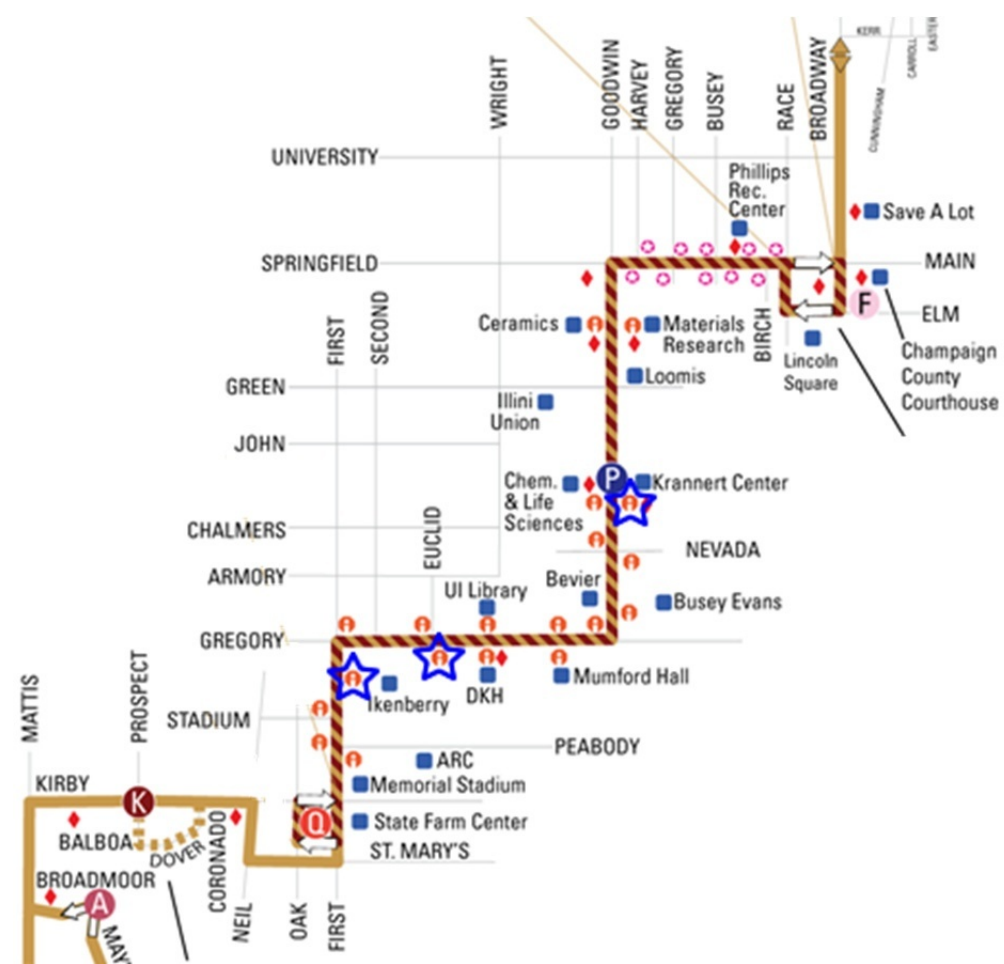 KERR
CARROLL
EASTER
CUNNINGHAM
WRIGHT
GOODWIN
HARVEY
GREGORY
BUSEY
RACE
BROADWAY
UNIVERSITY
Phillips
Rec.
Center
Save A Lot
SPRINGFIELD
MAIN
F
ELM
FIRST
SECOND
Ceramics
Materials
Research
BIRCH
Lincoln
Square
Champaign
County
Courthouse
GREEN
Loomis
Illini
Union
JOHN
P
Chem.
& Life
Sciences
Krannert Center
CHALMERS
EUCLID
NEVADA
ARMORY
UI Library
Bevier
Busey Evans
GREGORY
Ikenberry
DKH
Mumford Hall
MATTIS
PROSPECT
STADIUM
PEABODY
ARC
KIRBY
Memorial Stadium
K
Q
State Farm Center
BALBOA
DOVER
CORONADO
ST. MARY'S
BROADMOOR
A
NEIL
OAK
FIRST
MAY